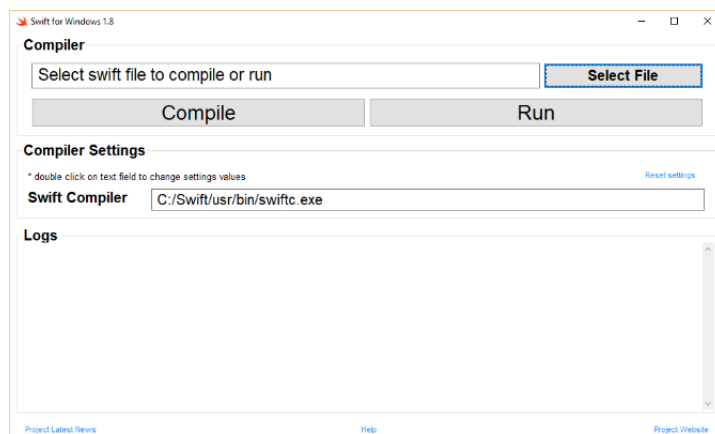 Swift for Windows 1.8
Compiler
Select swift file to compile or run
Select File
Compile
Run
Compiler Settings
* double click on text field to change settings values
Reset settings
Swift Compiler
C:/Swift/usr/bin/swiftc.exe
Logs
Project Latest News
Help
Project Website